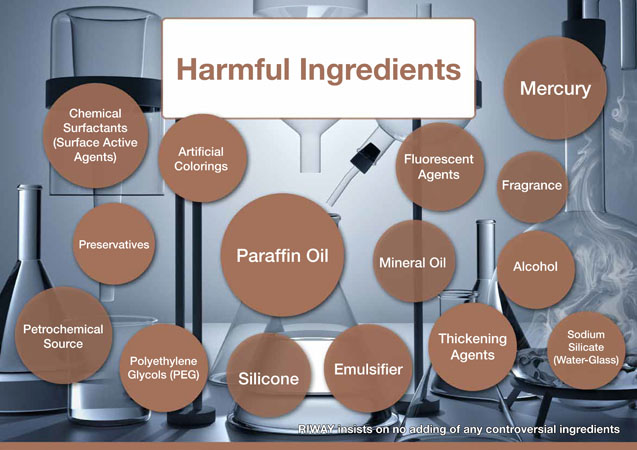 Harmful Ingredients
Mercury
Chemical
Surfactants
(Surface Active
Agents)
Artificial
Colorings
Fluorescent
Agents
Fragrance
Preservatives
Paraffin Oil
Mineral Oil
Alcohol
Petrochemical
Source
Polyethylene
Glycols (PEG)
Silicone
Emulsifier
Thickening
Agents
Sodium
Silicate
(Water-Glass)
RIWAY insists on no adding of any controversial ingredients